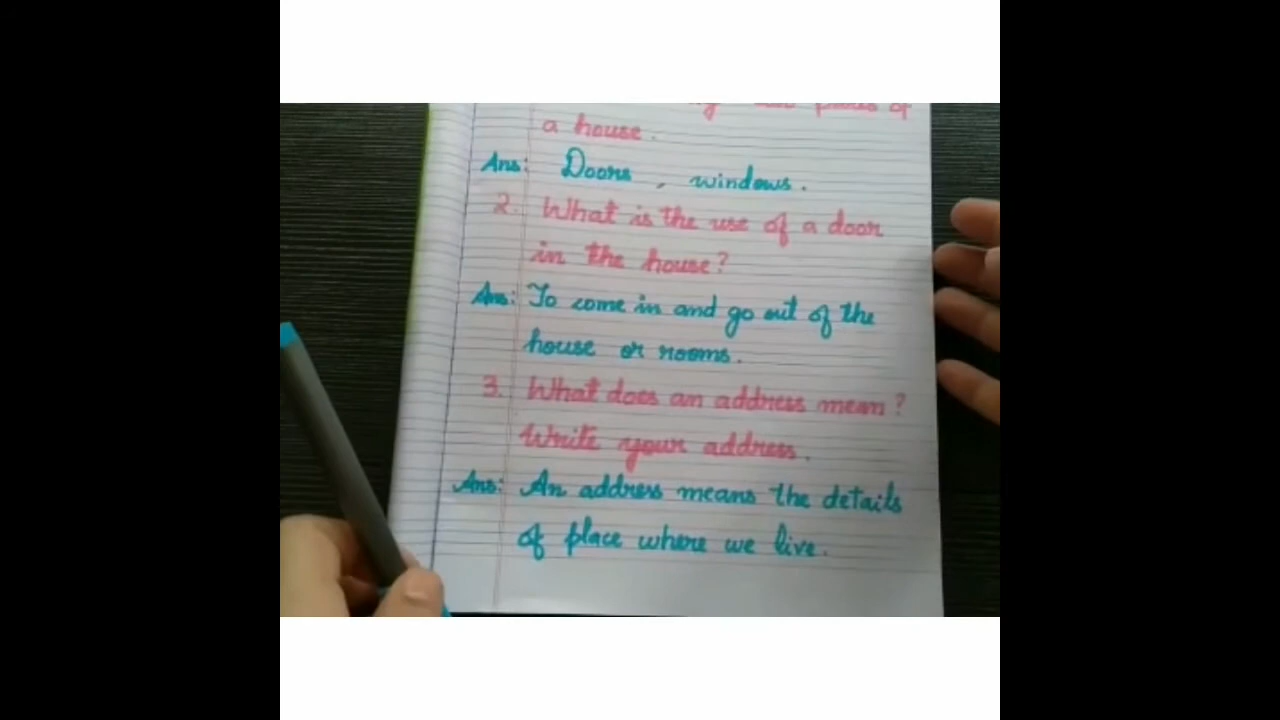 parts of
a house.
Ans: Doors, windows.
2. What is the use of a door
in the house?
Ans: To come in and go out of the
house or rooms.
3. What does an address mean?
Write your address.
Ans: An address means the details
of place where we live.